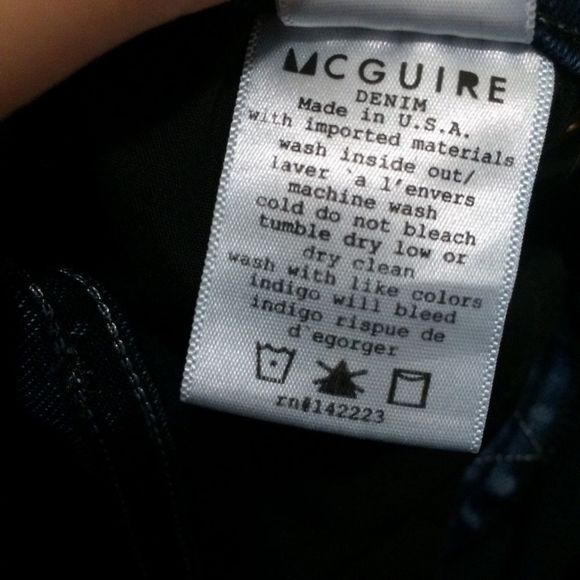 MCGUIRE
DENIM
Made in U.S.A.
with imported materials
wash inside out/
laver `a l'envers
machine wash
cold do not bleach
tumble dry low or
dry clean
wash with like colors
indigo will bleed
indigo rispue de
d`egorger
rn#142223